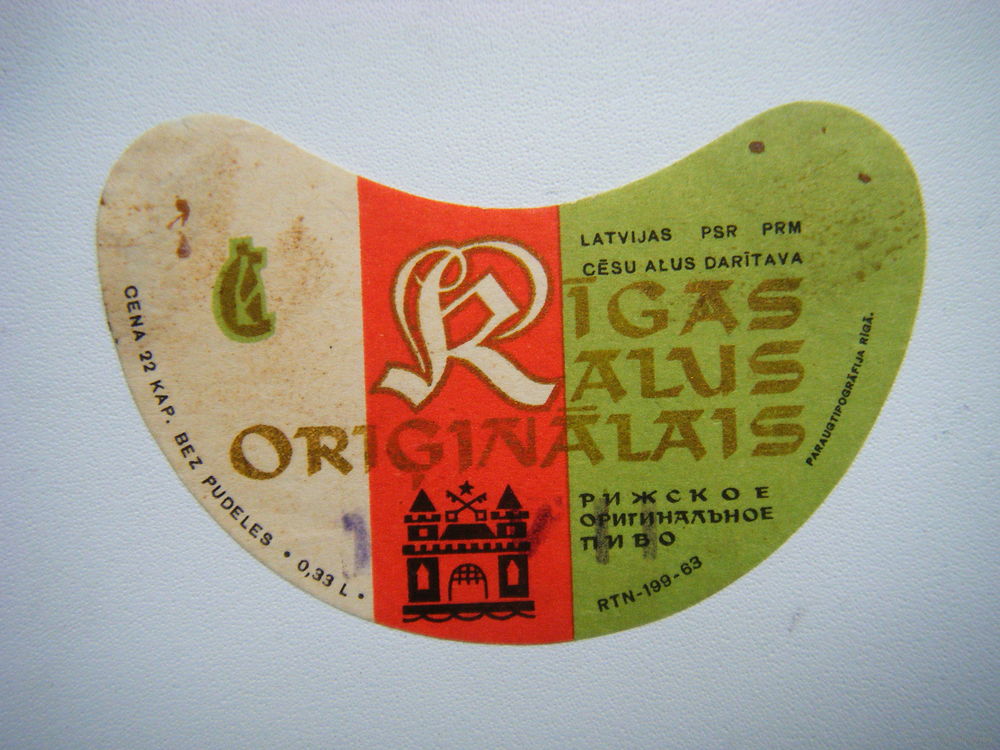 LATVIJAS PSR PRM
CĒSU ALUS DARĪTAVA
RĪGAS
ALUS
ORIĢINĀLAIS
РИЖСКОЕ
ОРИГИНАЛЬНОЕ
ПИВО
RTN-199-63
CENA 22 KAP. BEZ PUDELES • 0,33 L •
PARAUGTIPOGRĀFIJA RĪGĀ.